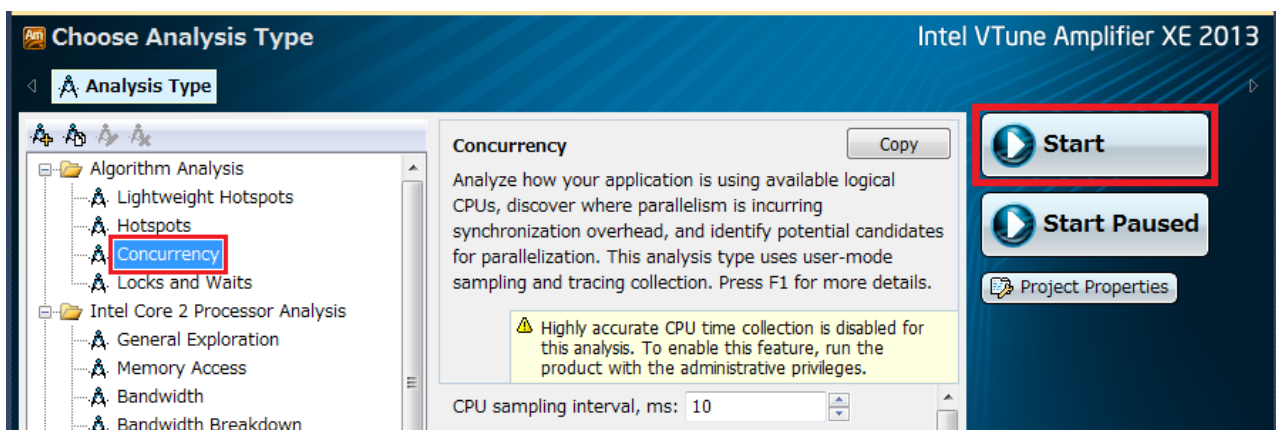 Choose Analysis Type
Intel VTune Amplifier XE 2013
Analysis Type
Algorithm Analysis
Lightweight Hotspots
Hotspots
Concurrency
Locks and Waits
Intel Core 2 Processor Analysis
General Exploration
Memory Access
Bandwidth
Bandwidth Breakdown
Concurrency
Copy
Analyze how your application is using available logical
CPUs, discover where parallelism is incurring
synchronization overhead, and identify potential candidates
for parallelization. This analysis type uses user-mode
sampling and tracing collection. Press F1 for more details.
Highly accurate CPU time collection is disabled for
this analysis. To enable this feature, run the
product with the administrative privileges.
CPU sampling interval, ms: 10
Start
Start Paused
Project Properties